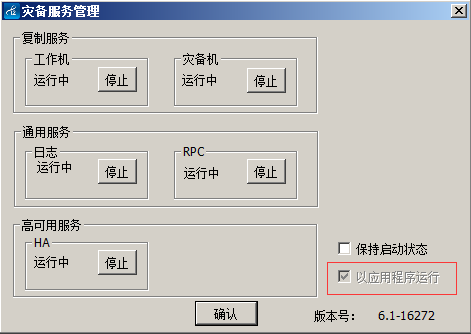 灾备服务管理
复制服务
工作机
运行中 停止
灾备机
运行中 停止
通用服务
日志
运行中 停止
RPC
运行中 停止
高可用服务
HA
运行中 停止
保持启动状态
以应用程序运行
确认
版本号: 6.1-16272